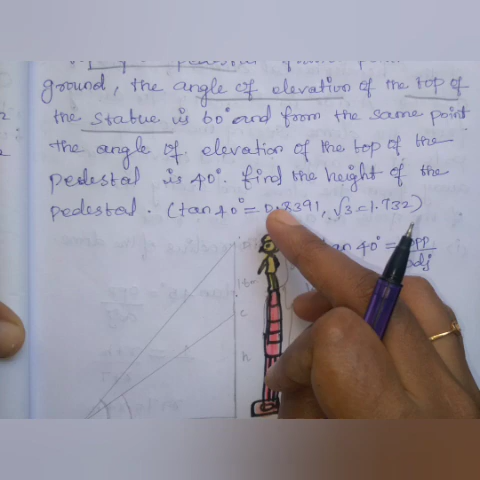 ground, the angle of elevation of the top of
the statue is 60° and from the same point
the angle of elevation of the top of the
pedestal is 40°. find the height of the
pedestal. (tan 40° = 0.8391, √3 = 1.732)
tan 40° = opp
adj
c
h